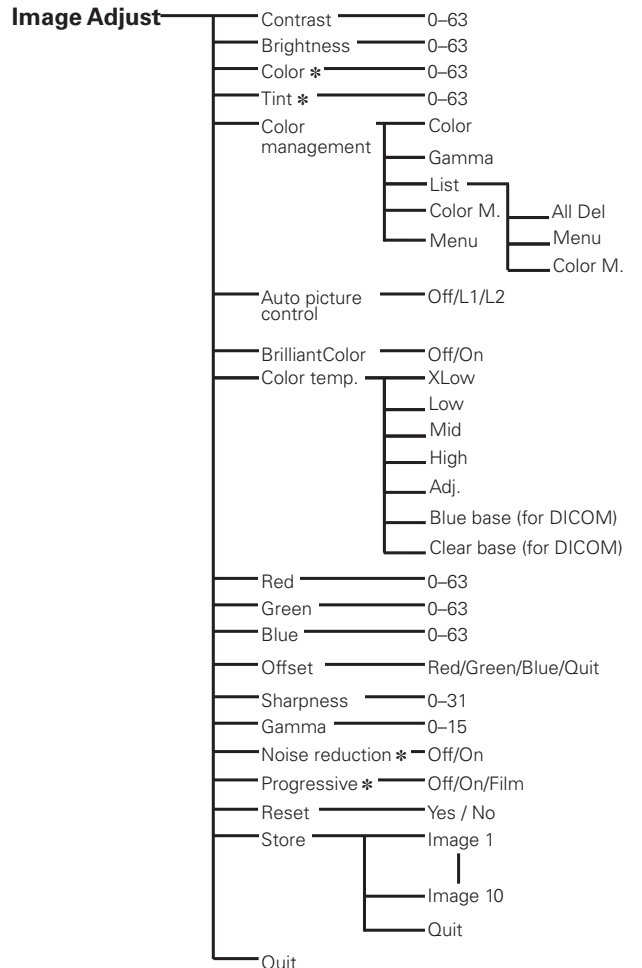 Image Adjust Contrast 0–63
Brightness 0–63
Color ✻ 0–63
Tint ✻ 0–63
Color management Color
Gamma
List
Color M. All Del
Menu Menu
Color M.
Auto picture control Off/L1/L2
BrilliantColor Off/On
Color temp. XLow
Low
Mid
High
Adj.
Blue base (for DICOM)
Clear base (for DICOM)
Red 0–63
Green 0–63
Blue 0–63
Offset Red/Green/Blue/Quit
Sharpness 0–31
Gamma 0–15
Noise reduction ✻ Off/On
Progressive ✻ Off/On/Film
Reset Yes / No
Store Image 1
Image 10
Quit
Quit